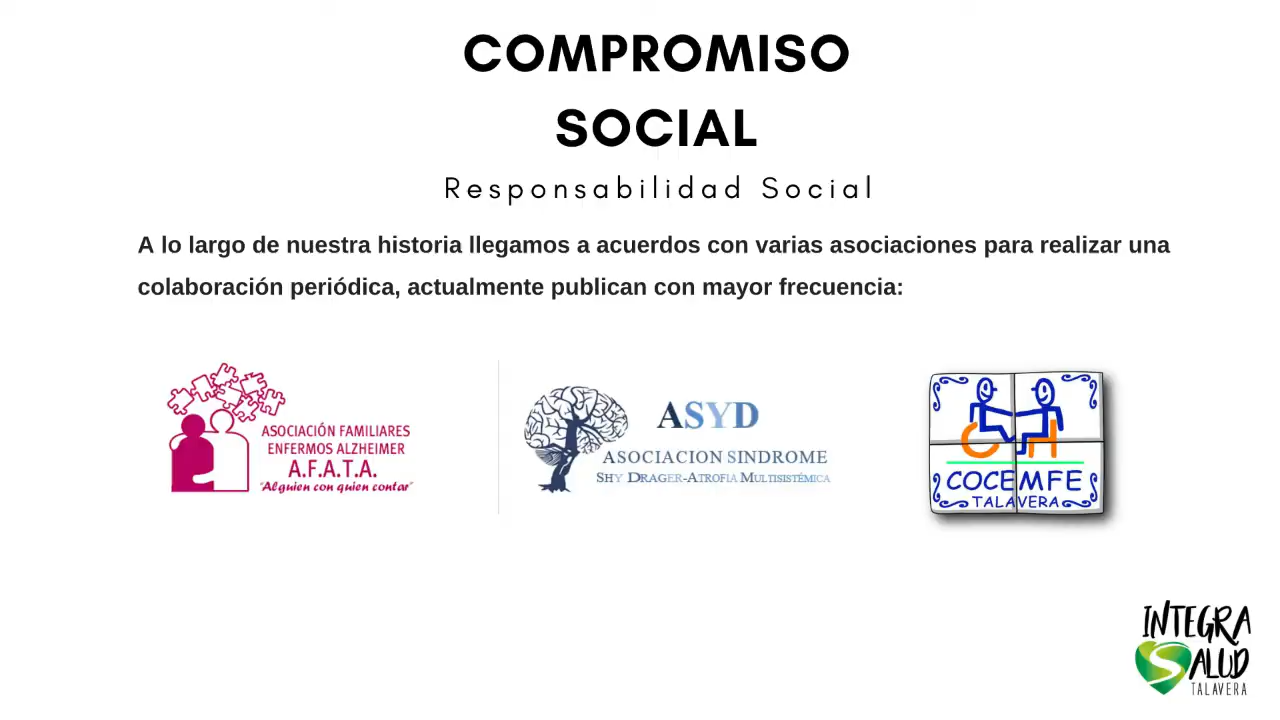 COMPROMISO
SOCIAL
Responsabilidad Social
A lo largo de nuestra historia llegamos a acuerdos con varias asociaciones para realizar una
colaboración periódica, actualmente publican con mayor frecuencia:
ASOCIACIÓN FAMILIARES
ENFERMOS ALZHEIMER
A.F.A.T.A.
"Alguien con quien contar"
ASYD
ASOCIACION SINDROME
SHY DRAGER-ATROFIA MULTISISTÉMICA
COCEMFE
TALAVERA
INTEGRA
SALUD
TALAVERA